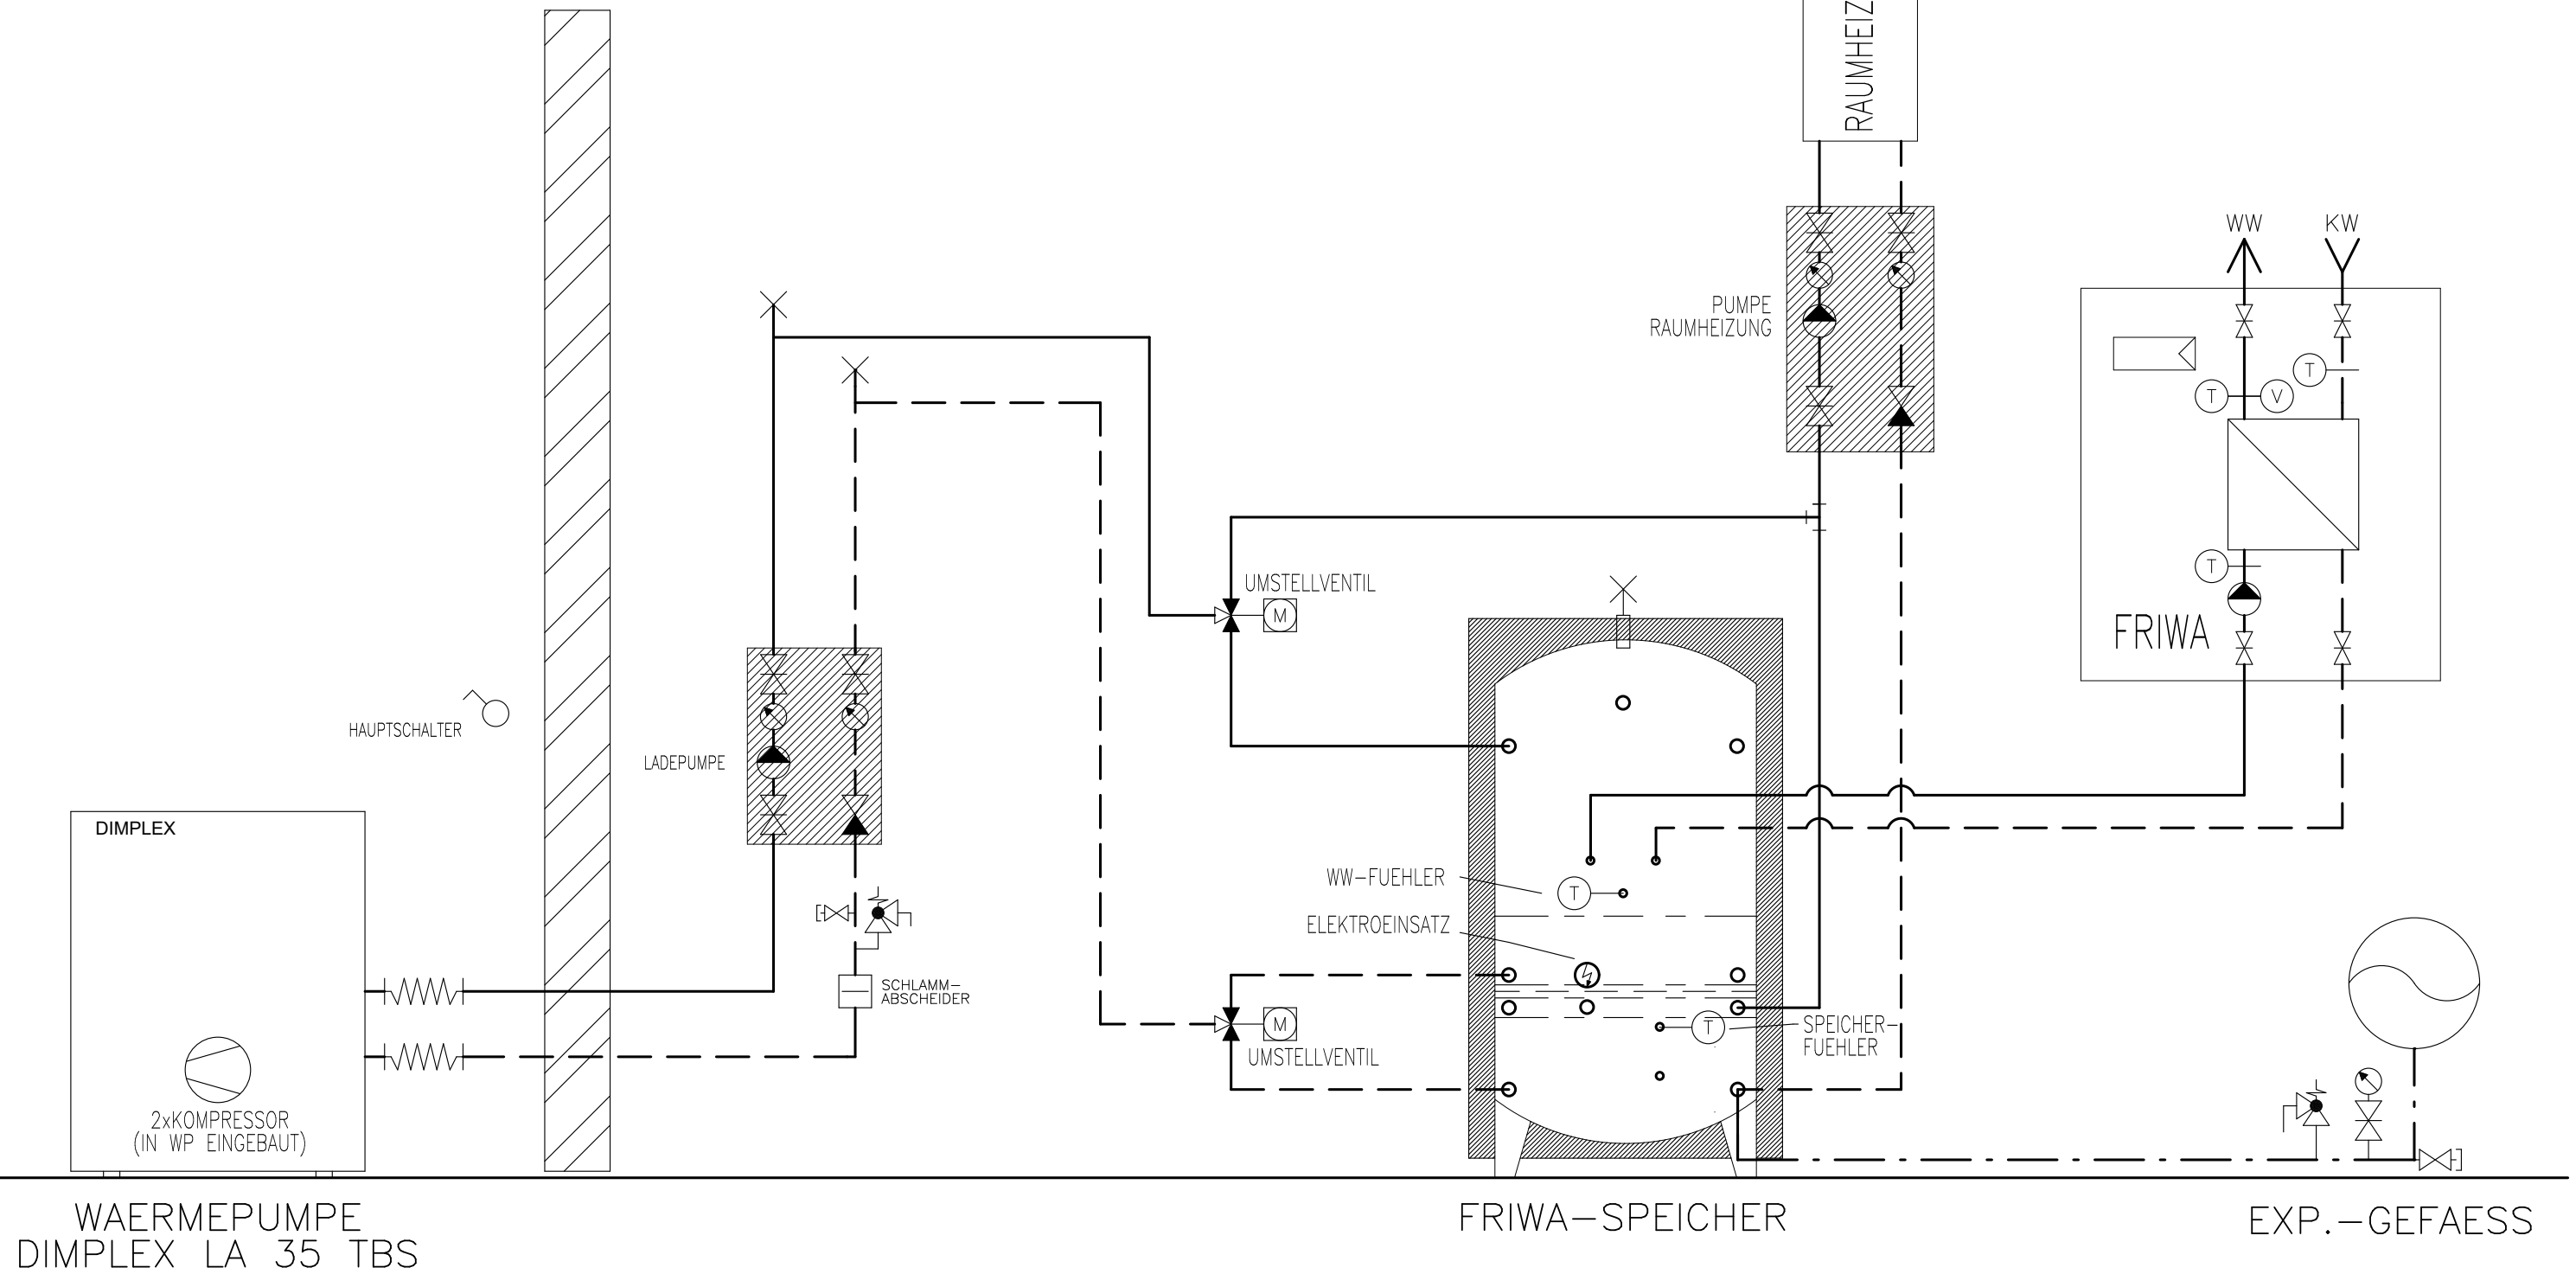 RAUMHEIZ
WW
KW
PUMPE
RAUMHEIZUNG
T
T
V
UMSTELLVENTIL
M
T
FRIWA
HAUPTSCHALTER
LADEPUMPE
DIMPLEX
WW-FUEHLER
T
ELEKTROEINSATZ
SCHLAMM-
ABSCHEIDER
M
UMSTELLVENTIL
T
SPEICHER-
FUEHLER
2xKOMPRESSOR
(IN WP EINGEBAUT)
WAERMEPUMPE
DIMPLEX LA 35 TBS
FRIWA-SPEICHER
EXP.-GEFAESS